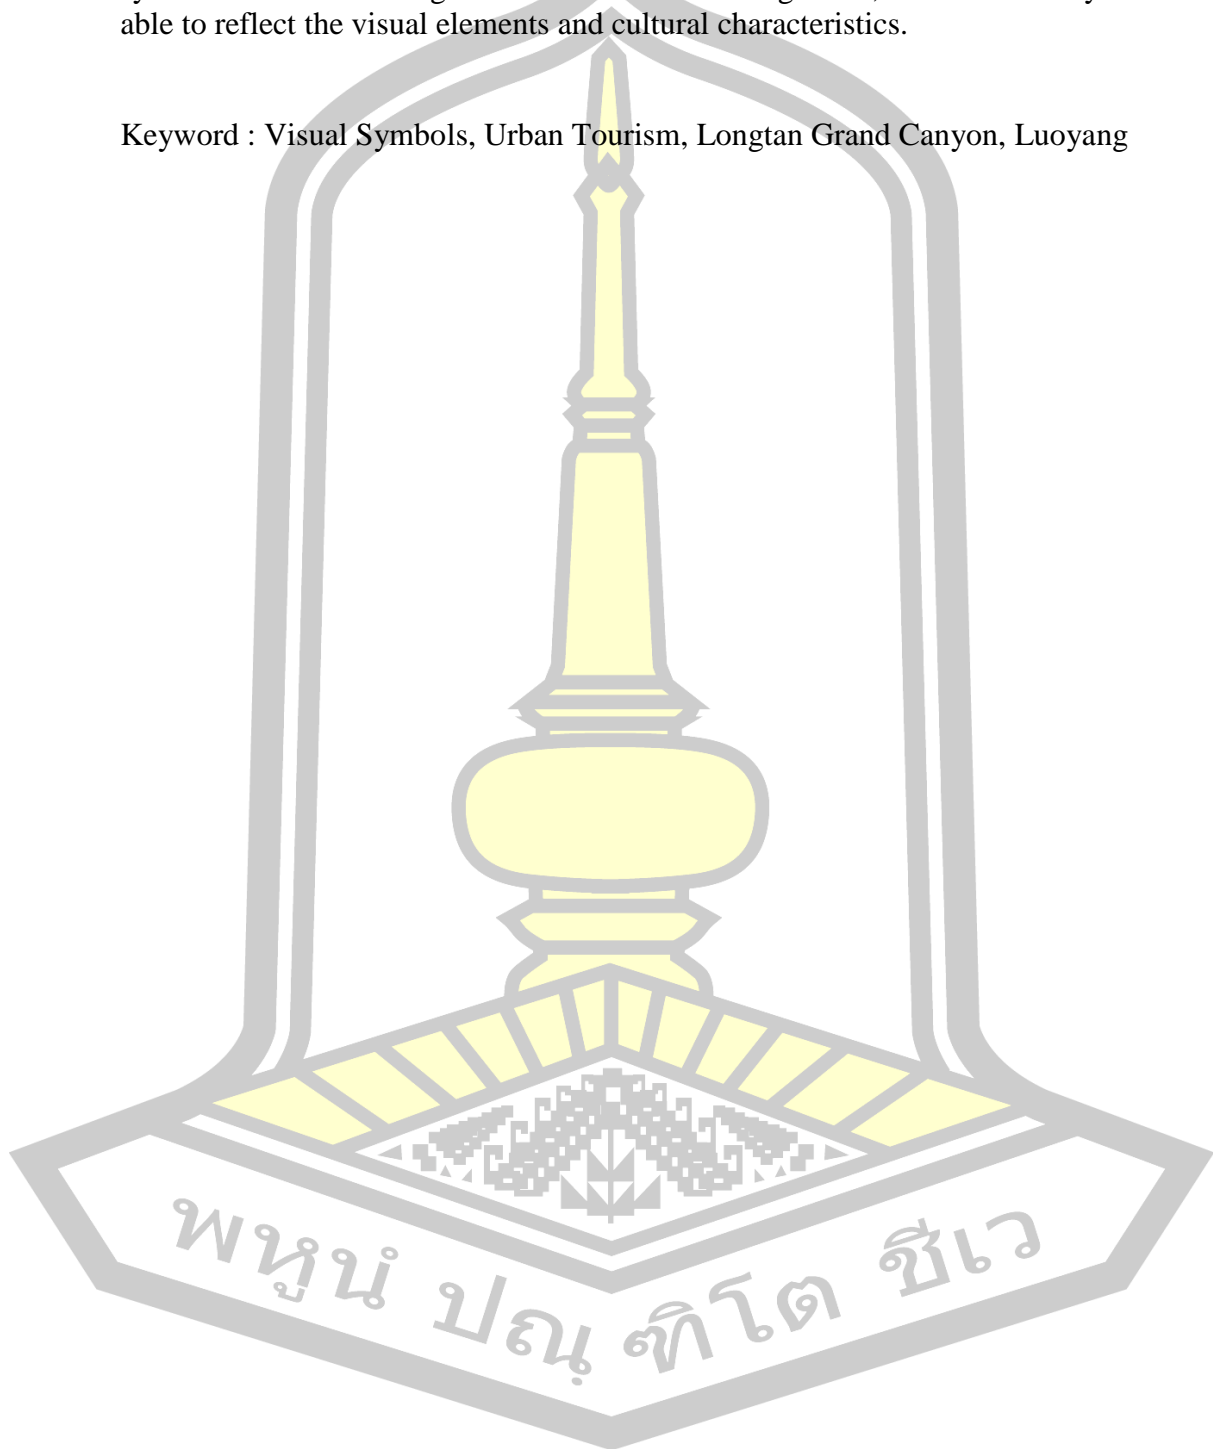 able to reflect the visual elements and cultural characteristics.
Keyword : Visual Symbols, Urban Tourism, Longtan Grand Canyon, Luoyang
พหูนํ ปณฺ ฑิโต ชีเว